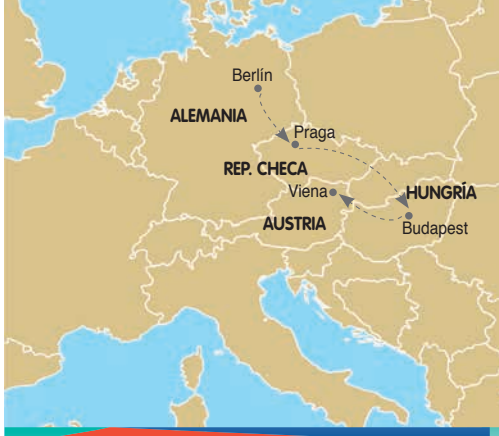 Berlín
ALEMANIA
Praga
REP. CHECA
Viena
HUNGRÍA
AUSTRIA
Budapest